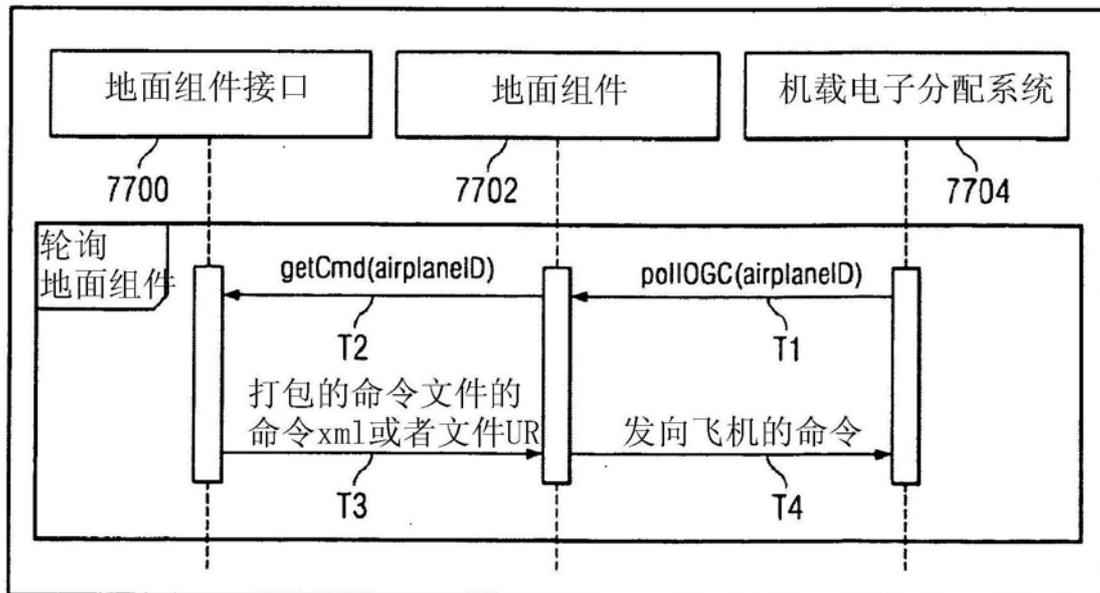 地面组件接口
地面组件
机载电子分配系统
7700
7702
7704
轮询
地面组件
getCmd(airplaneID)
pollOGC(airplaneID)
T2
T1
打包的命令文件的
命令xml或者文件UR
发向飞机的命令
T3
T4